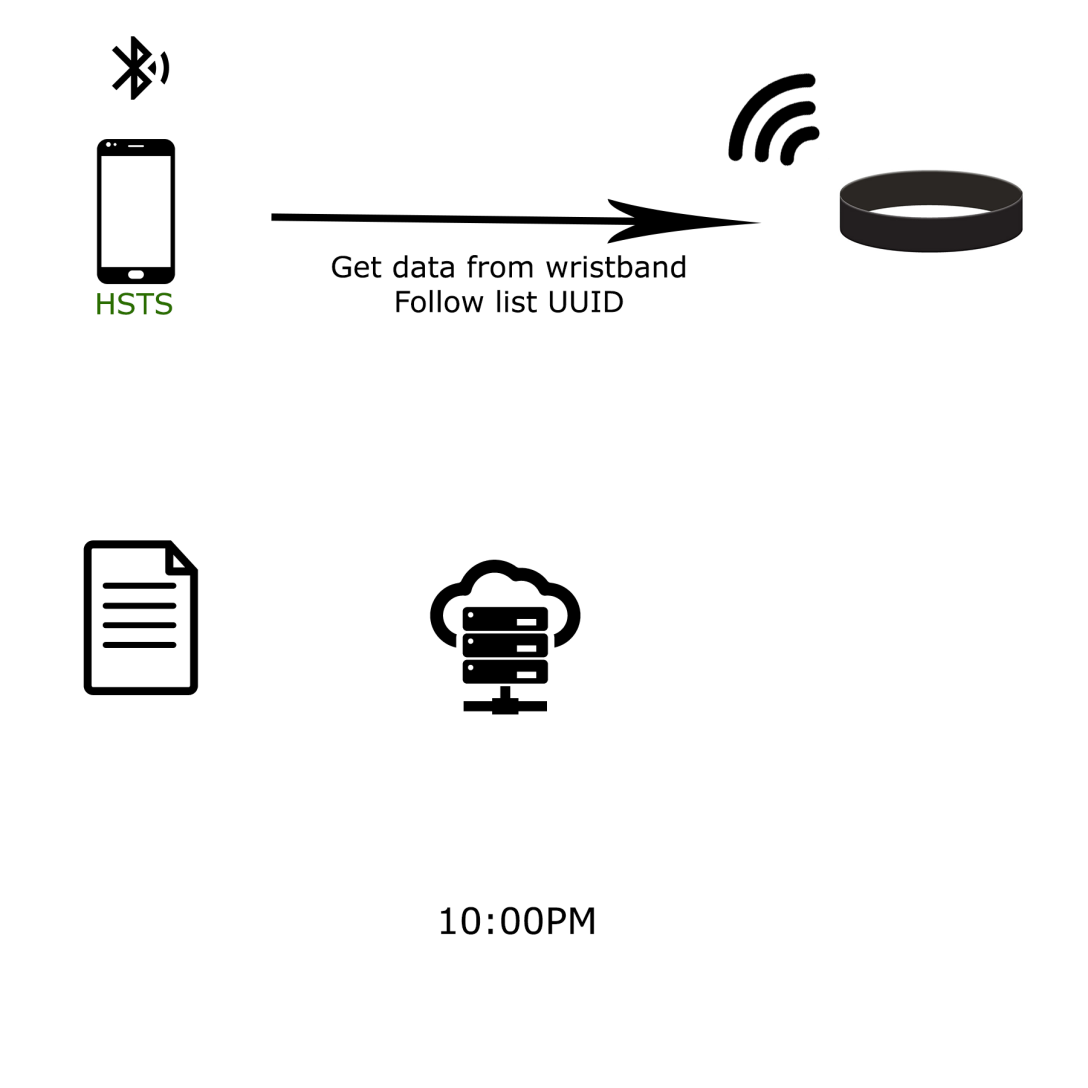 HSTS
Get data from wristband
Follow list UUID
10:00PM